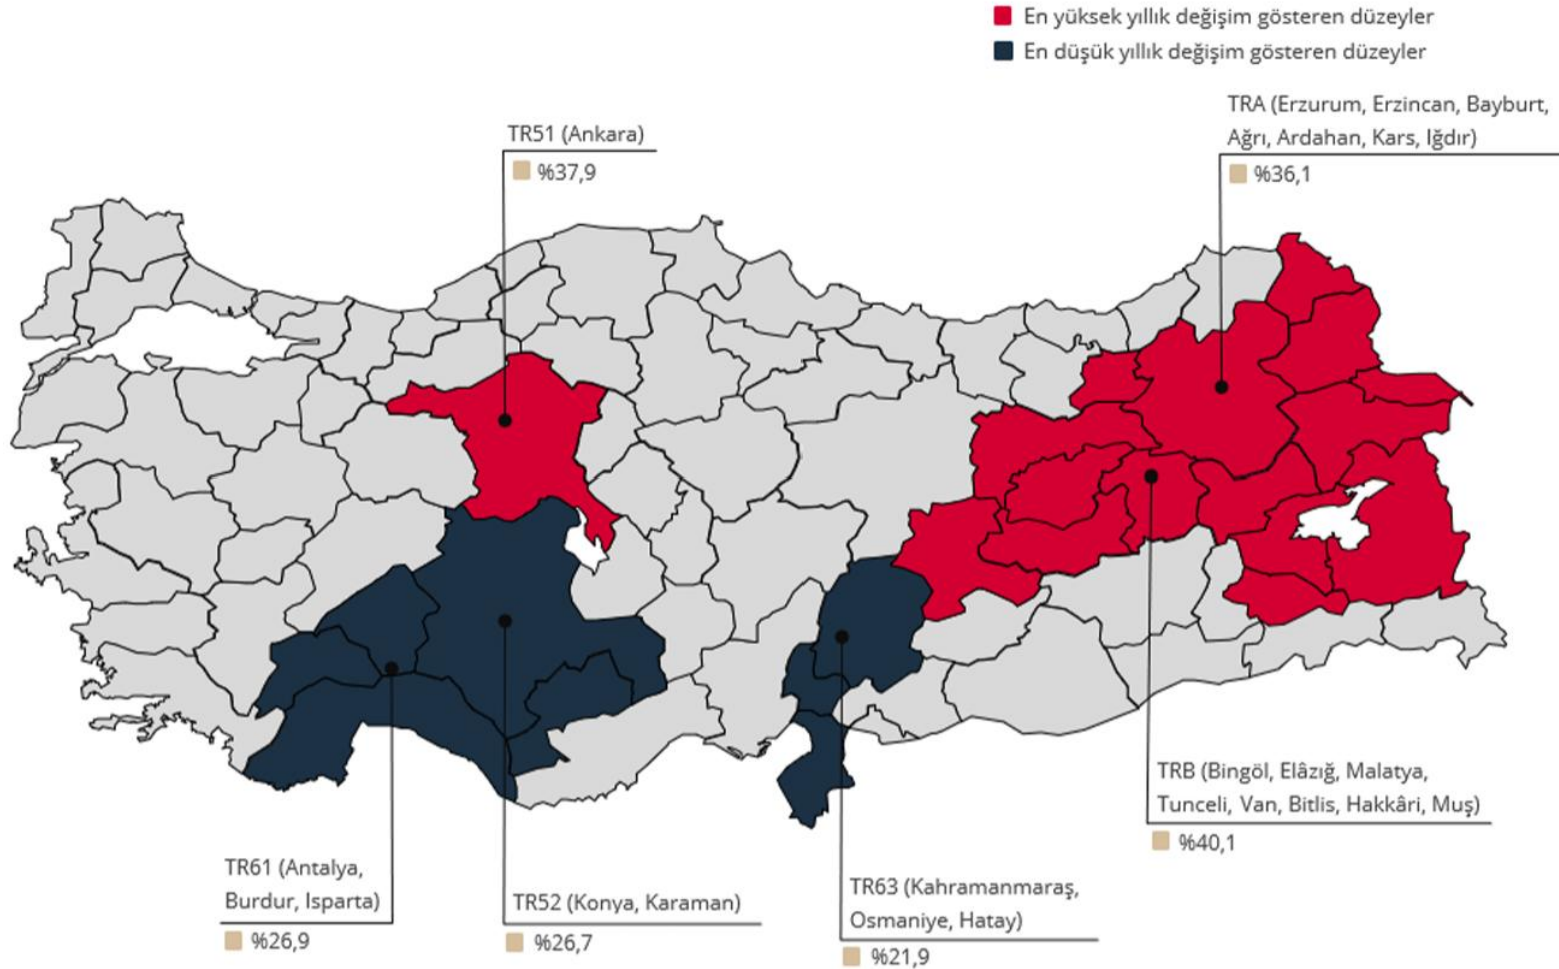 En yüksek yıllık değişim gösteren düzeyler
En düşük yıllık değişim gösteren düzeyler
TRA (Erzurum, Erzincan, Bayburt,
Ağrı, Ardahan, Kars, Iğdır)
%36,1
TR51 (Ankara)
%37,9
TRB (Bingöl, Elâzığ, Malatya,
Tunceli, Van, Bitlis, Hakkâri, Muş)
%40,1
TR61 (Antalya,
Burdur, Isparta)
%26,9
TR52 (Konya, Karaman)
%26,7
TR63 (Kahramanmaraş,
Osmaniye, Hatay)
%21,9